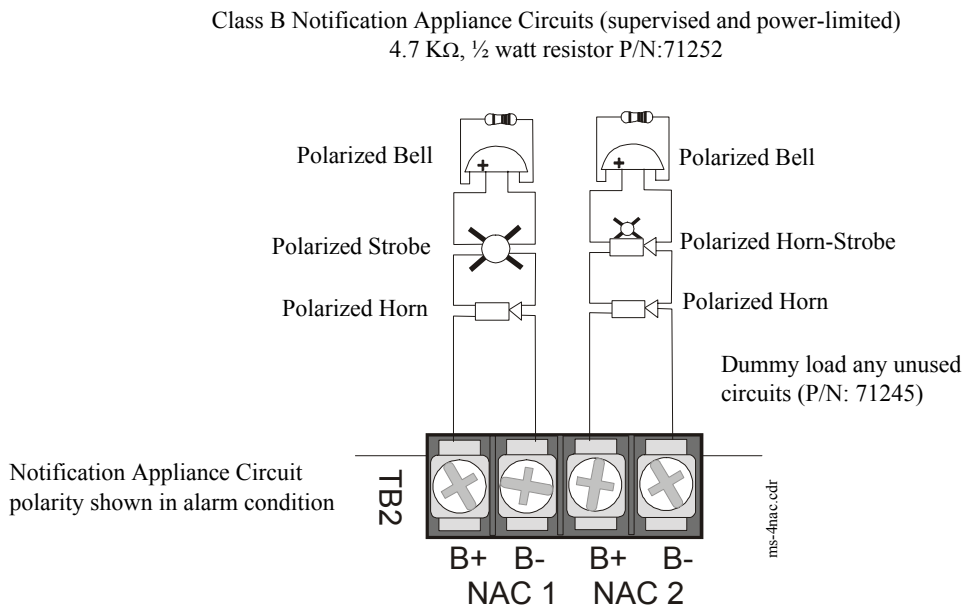 Class B Notification Appliance Circuits (supervised and power-limited)
4.7 KΩ, ½ watt resistor P/N:71252
Polarized Bell
+
+
Polarized Bell
Polarized Strobe
Polarized Horn-Strobe
Polarized Horn
Polarized Horn
Dummy load any unused
circuits (P/N: 71245)
Notification Appliance Circuit
polarity shown in alarm condition
TB2
ms-4nac.cdr
B+ B- B+ B-
NAC 1 NAC 2